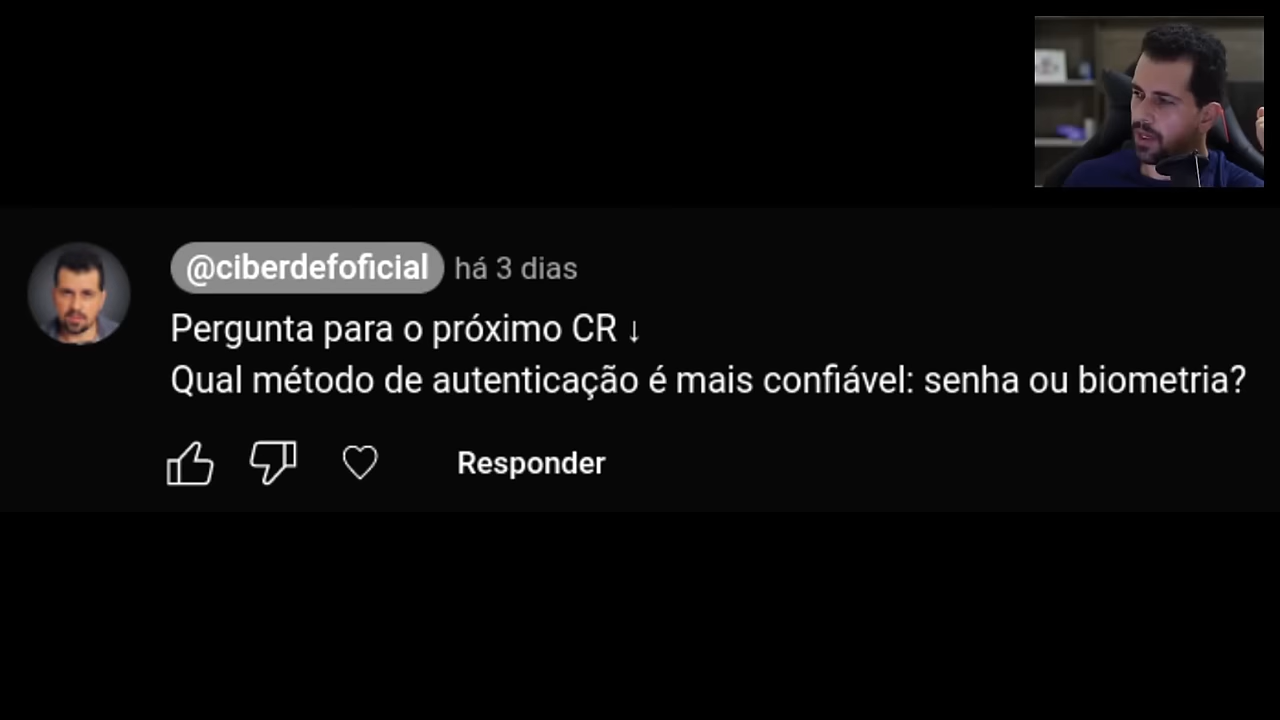 @ciberdefoficial há 3 dias
Pergunta para o próximo CR ↓
Qual método de autenticação é mais confiável: senha ou biometria?
Responder